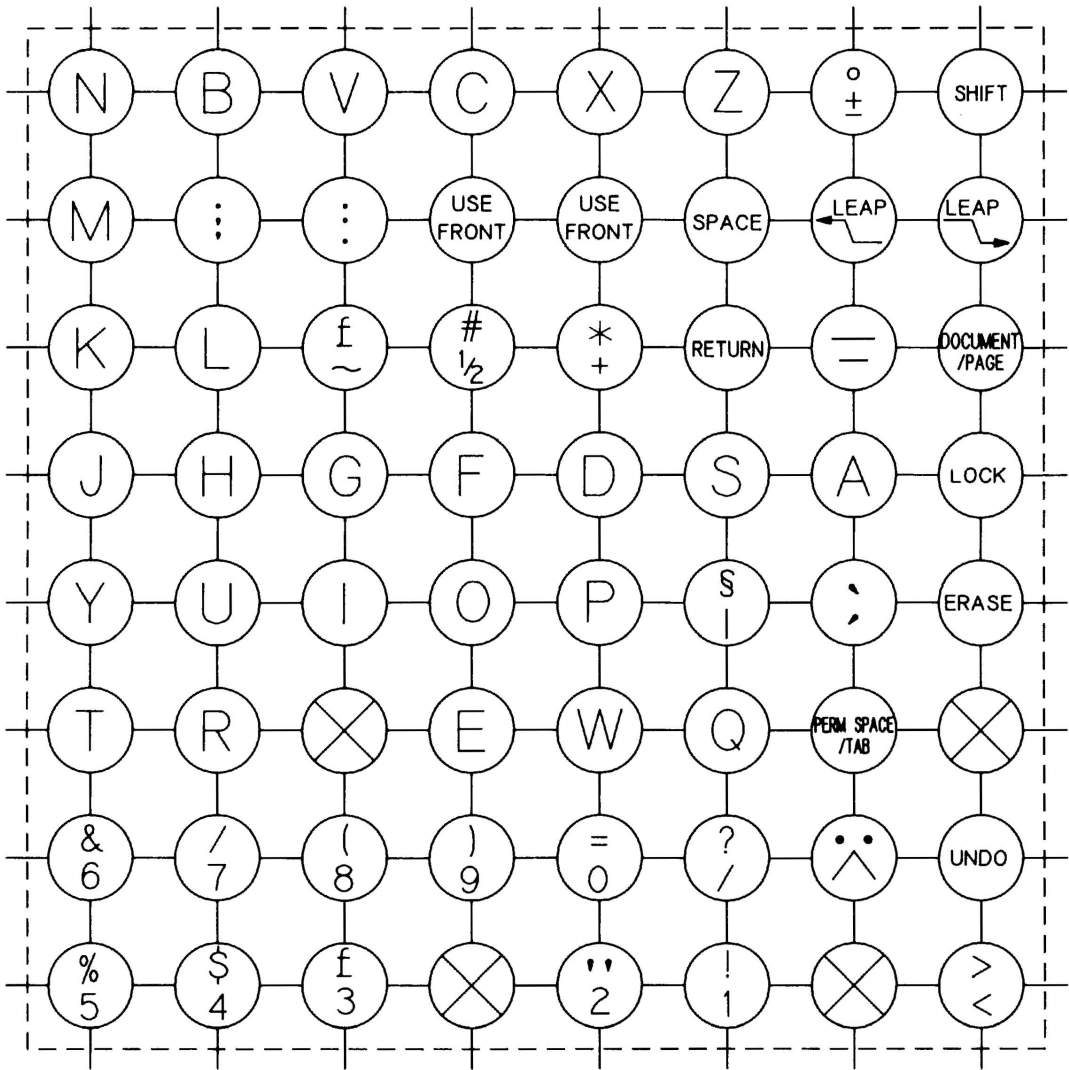 N B V C X Z ° ± SHIFT
M ; : USE FRONT USE FRONT SPACE LEAP LEAP
K L £ ~ # 1/2 * + RETURN — — DOCUMENT /PAGE
J H G F D S A LOCK
Y U I O P § | ` ´ ERASE
T R E W Q PERM SPACE /TAB
& 6 / 7 ( 8 ) 9 = 0 ? / ¨ ^ UNDO
% 5 $ 4 £ 3 " 2 ! 1 > <